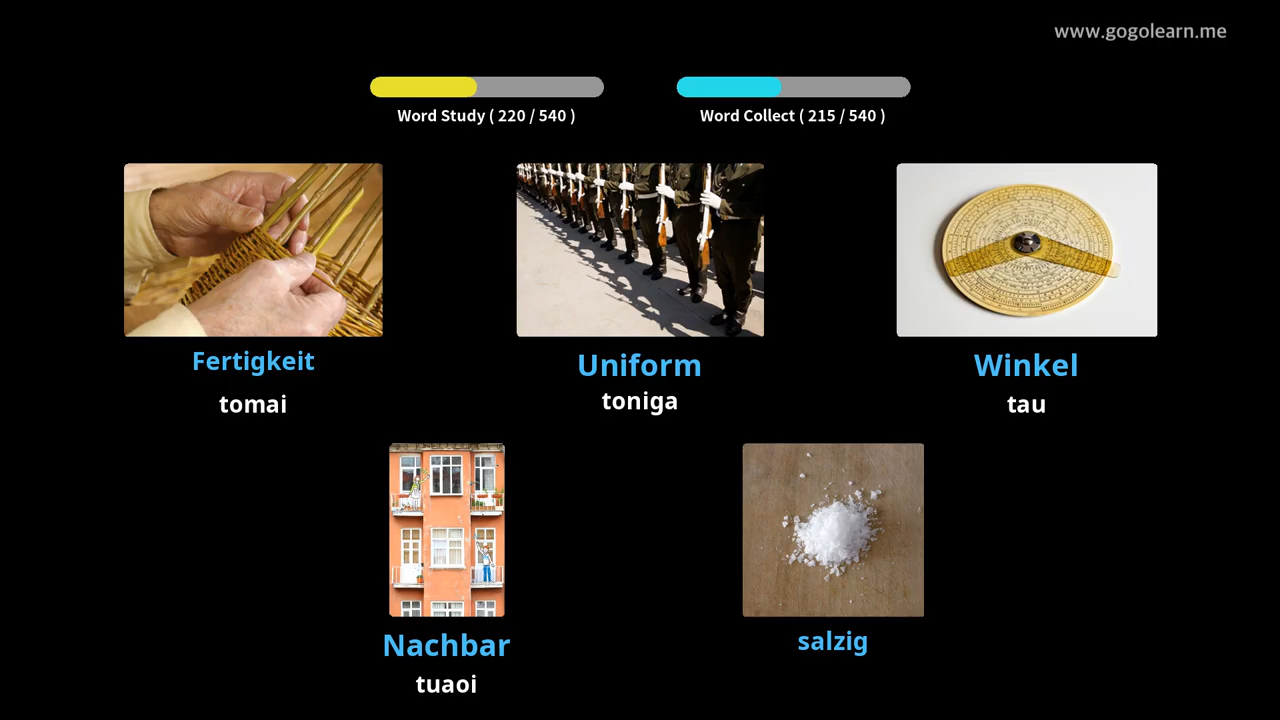 www.gogolearn.me
Word Study ( 220 / 540 )
Word Collect ( 215 / 540 )
Fertigkeit
tomai
Uniform
toniga
Winkel
tau
Nachbar
tuaoi
salzig